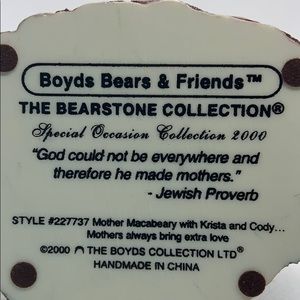 Boyds Bears & Friends™
THE BEARSTONE COLLECTION®
Special Occasion Collection 2000
"God could not be everywhere and
therefore he made mothers."
- Jewish Proverb
STYLE #227737 Mother Macabeary with Krista and Cody...
Mothers always bring extra love
©2000 THE BOYDS COLLECTION LTD®
HANDMADE IN CHINA